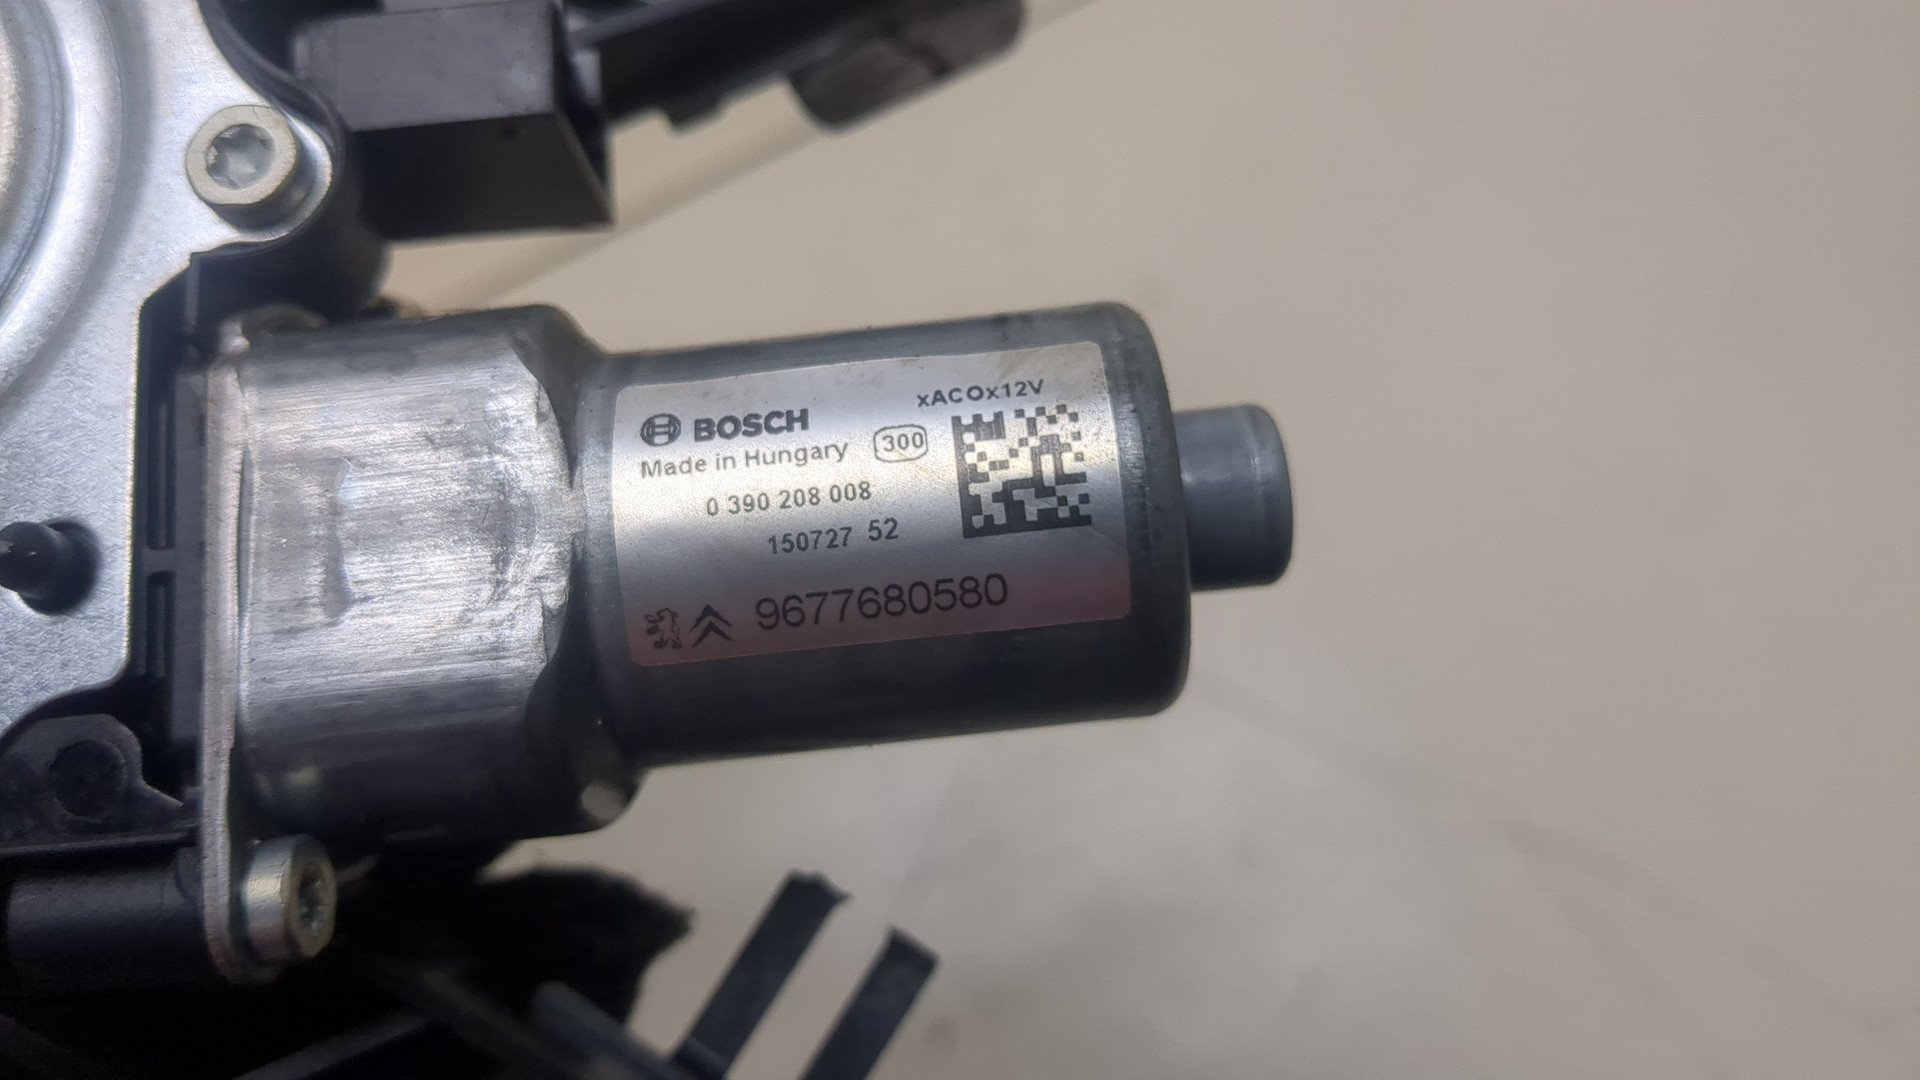 xACOx12V
BOSCH
Made in Hungary 300
0 390 208 008
150727 52
9677680580